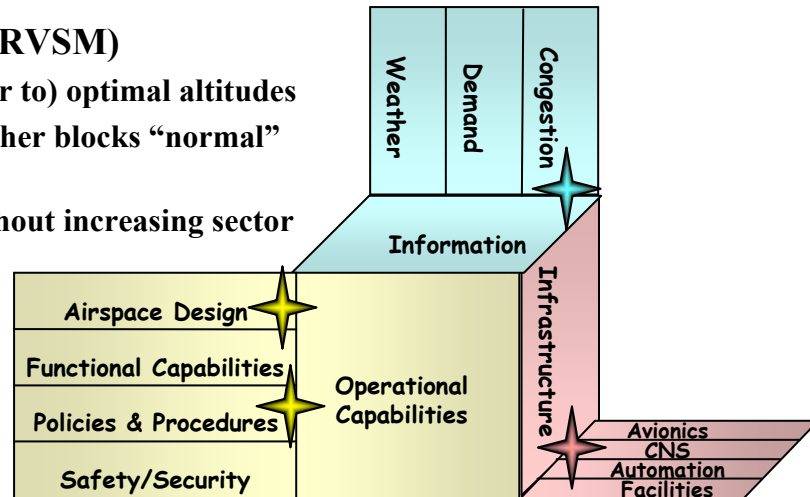 RVSM)
r to) optimal altitudes
her blocks “normal”
hout increasing sector
Weather
Demand
Congestion
Information
Infrastructure
Airspace Design
Functional Capabilities
Policies & Procedures
Safety/Security
Operational
Capabilities
Avionics
CNS
Automation
Facilities